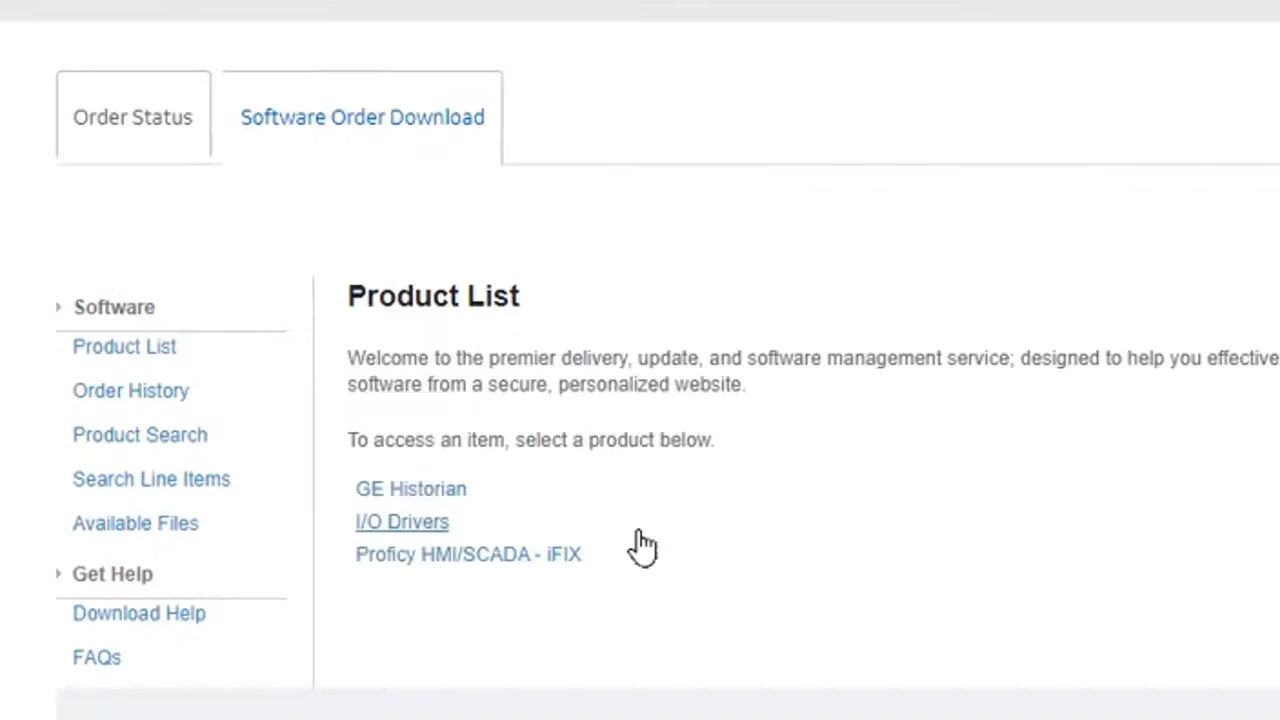 Order Status
Software Order Download
Software
Product List
Order History
Product Search
Search Line Items
Available Files
Get Help
Download Help
FAQs
Product List
Welcome to the premier delivery, update, and software management service; designed to help you effective
software from a secure, personalized website.
To access an item, select a product below.
GE Historian
I/O Drivers
Proficy HMI/SCADA - iFIX